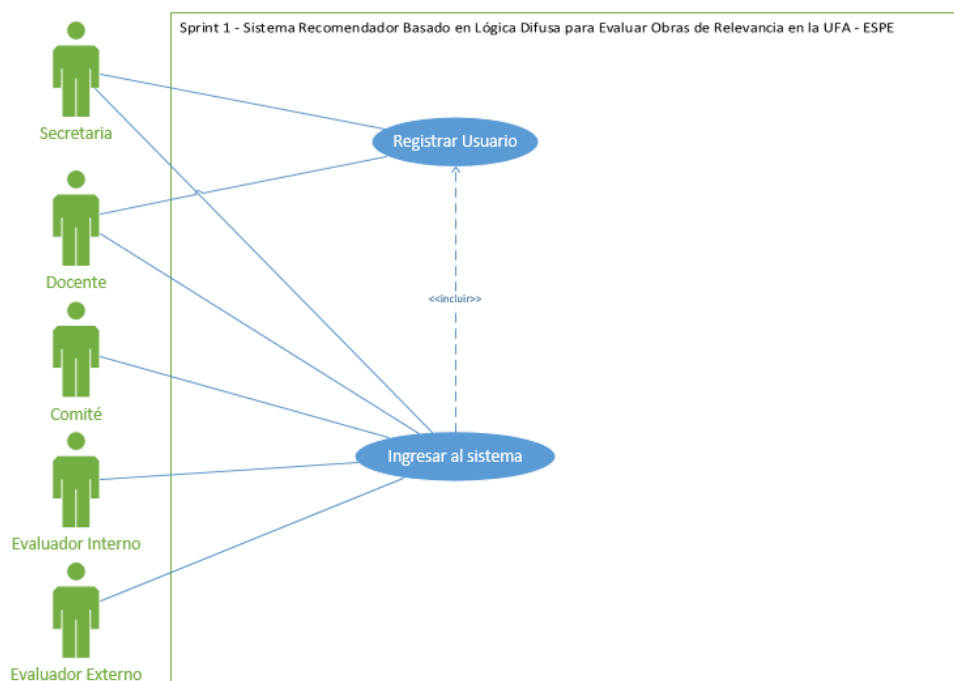 Sprint 1 - Sistema Recomendador Basado en Lógica Difusa para Evaluar Obras de Relevancia en la UFA - ESPE
Secretaria
Registrar Usuario
Docente
<<incluir>>
Comité
Ingresar al sistema
Evaluador Interno
Evaluador Externo